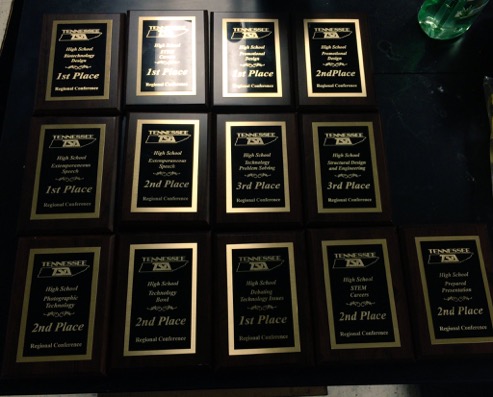 TENNESSEE
TSA
High School
Biotechnology
Design
1st Place
Regional Conference
TENNESSEE
TSA
High School
STEM
Careers
1st Place
Regional Conference
TENNESSEE
TSA
High School
Promotional
Design
1st Place
Regional Conference
TENNESSEE
TSA
High School
Promotional
Design
2nd Place
Regional Conference
TENNESSEE
TSA
High School
Extemporaneous
Speech
1st Place
Regional Conference
TENNESSEE
TSA
High School
Extemporaneous
Speech
2nd Place
Regional Conference
TENNESSEE
TSA
High School
Technology
Problem Solving
3rd Place
Regional Conference
TENNESSEE
TSA
High School
Structural Design
and Engineering
3rd Place
Regional Conference
TENNESSEE
TSA
High School
Photographic
Technology
2nd Place
Regional Conference
TENNESSEE
TSA
High School
Technology
Bowl
2nd Place
Regional Conference
TENNESSEE
TSA
High School
Debating
Technology Issues
1st Place
Regional Conference
TENNESSEE
TSA
High School
STEM
Careers
2nd Place
Regional Conference
TENNESSEE
TSA
High School
Prepared
Presentation
2nd Place
Regional Conference